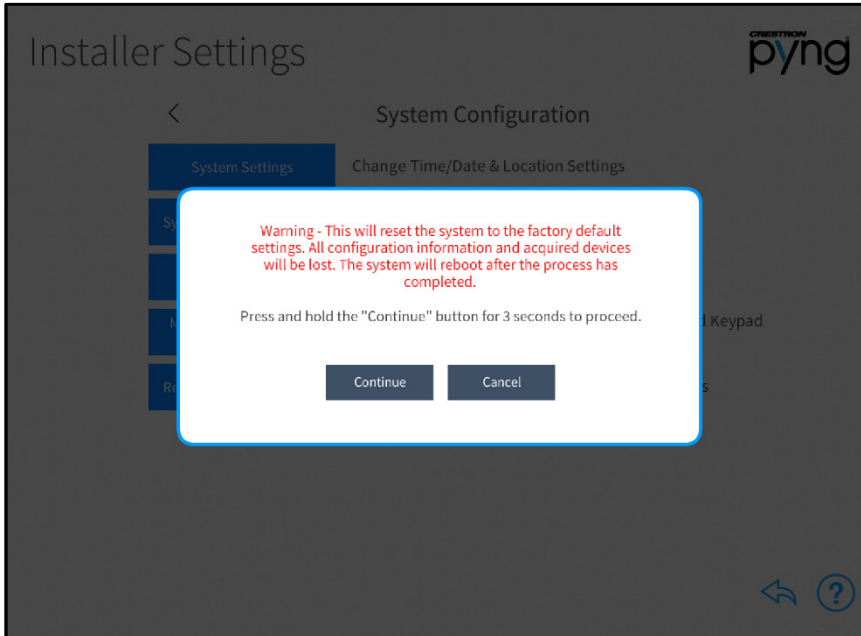 Installer Settings
CRESTRON
pyng
System Configuration
System Settings
Change Time/Date & Location Settings
Warning - This will reset the system to the factory default
settings. All configuration information and acquired devices
will be lost. The system will reboot after the process has
completed.
Press and hold the "Continue" button for 3 seconds to proceed.
Keypad
Continue
Cancel
?